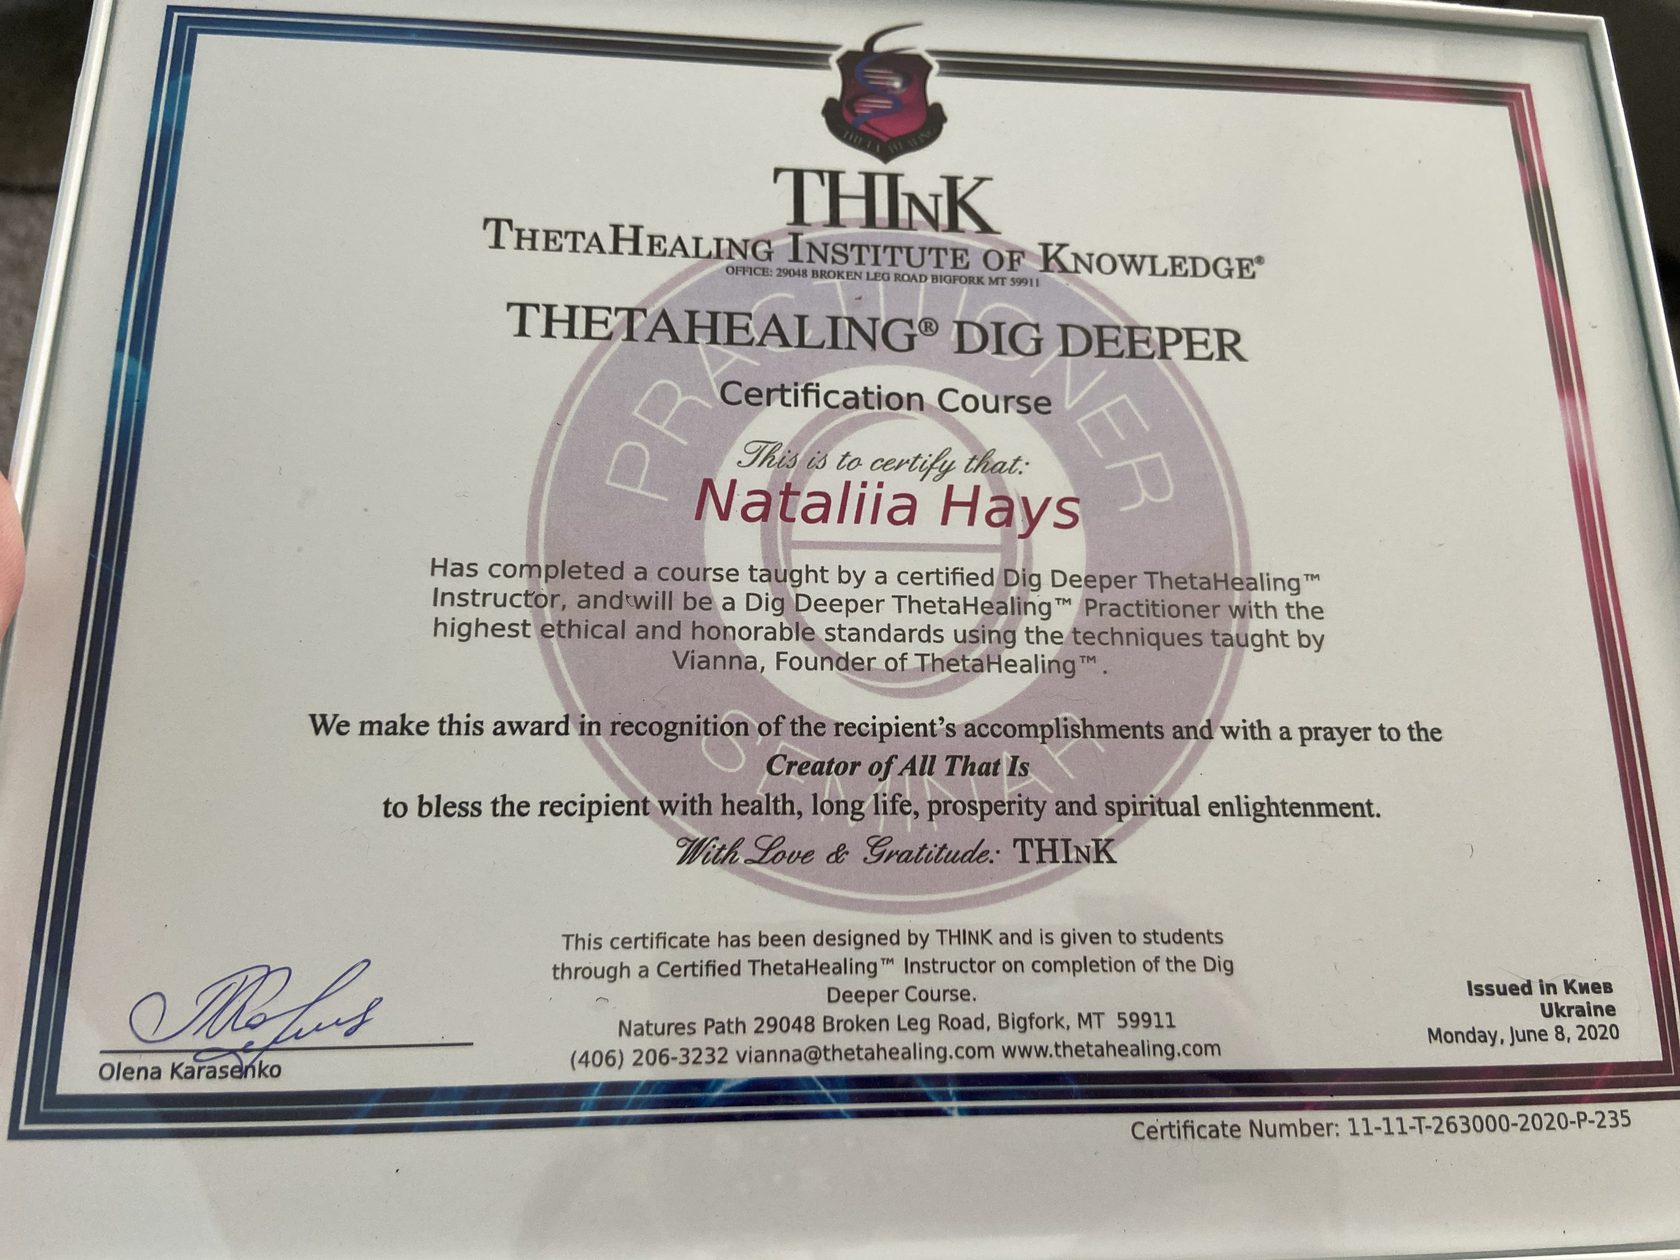 THETA HEALING
THInK
THETAHEALING INSTITUTE OF KNOWLEDGE®
OFFICE: 29048 BROKEN LEG ROAD BIGFORK MT 59911
THETAHEALING® DIG DEEPER
Certification Course
PRACTITIONER
This is to certify that:
Nataliia Hays
Has completed a course taught by a certified Dig Deeper ThetaHealing™
Instructor, and will be a Dig Deeper ThetaHealing™ Practitioner with the
highest ethical and honorable standards using the techniques taught by
Vianna, Founder of ThetaHealing™.
We make this award in recognition of the recipient's accomplishments and with a prayer to the
Creator of All That Is
to bless the recipient with health, long life, prosperity and spiritual enlightenment.
SEMINAR
With Love & Gratitude: THInK
This certificate has been designed by THINK and is given to students
through a Certified ThetaHealing™ Instructor on completion of the Dig
Deeper Course.
Natures Path 29048 Broken Leg Road, Bigfork, MT 59911
(406) 206-3232 vianna@thetahealing.com www.thetahealing.com
Olena Karasenko
Issued in Киев
Ukraine
Monday, June 8, 2020
Certificate Number: 11-11-T-263000-2020-P-235